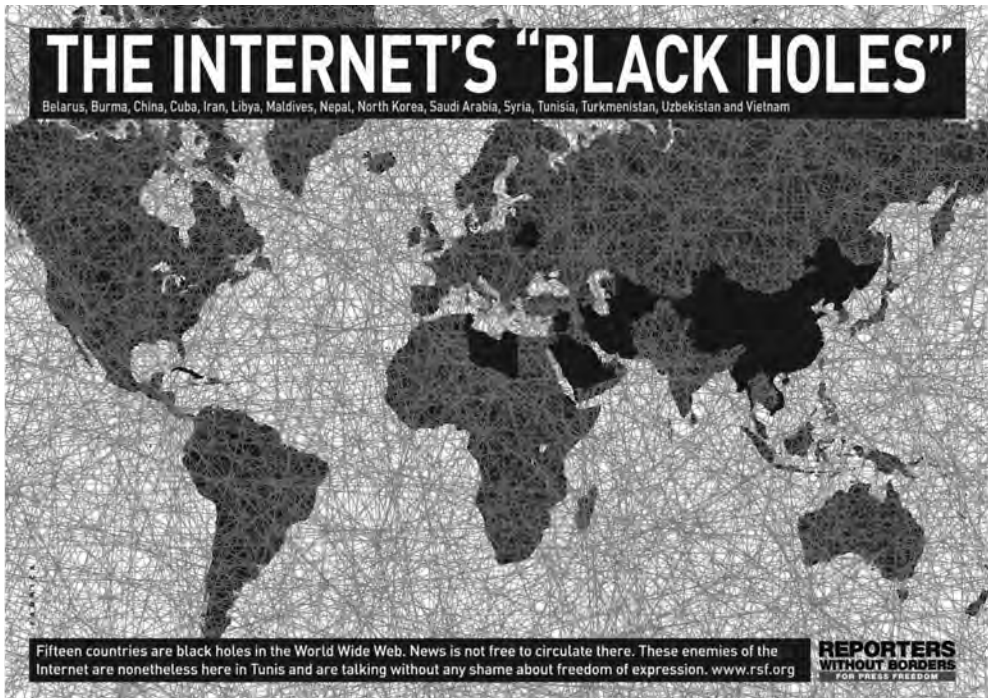 THE INTERNET'S “BLACK HOLES”
Belarus, Burma, China, Cuba, Iran, Libya, Maldives, Nepal, North Korea, Saudi Arabia, Syria, Tunisia, Turkmenistan, Uzbekistan and Vietnam
Fifteen countries are black holes in the World Wide Web. News is not free to circulate there. These enemies of the
Internet are nonetheless here in Tunis and are talking without any shame about freedom of expression. www.rsf.org
REPORTERS
WITHOUT BORDERS
FOR PRESS FREEDOM